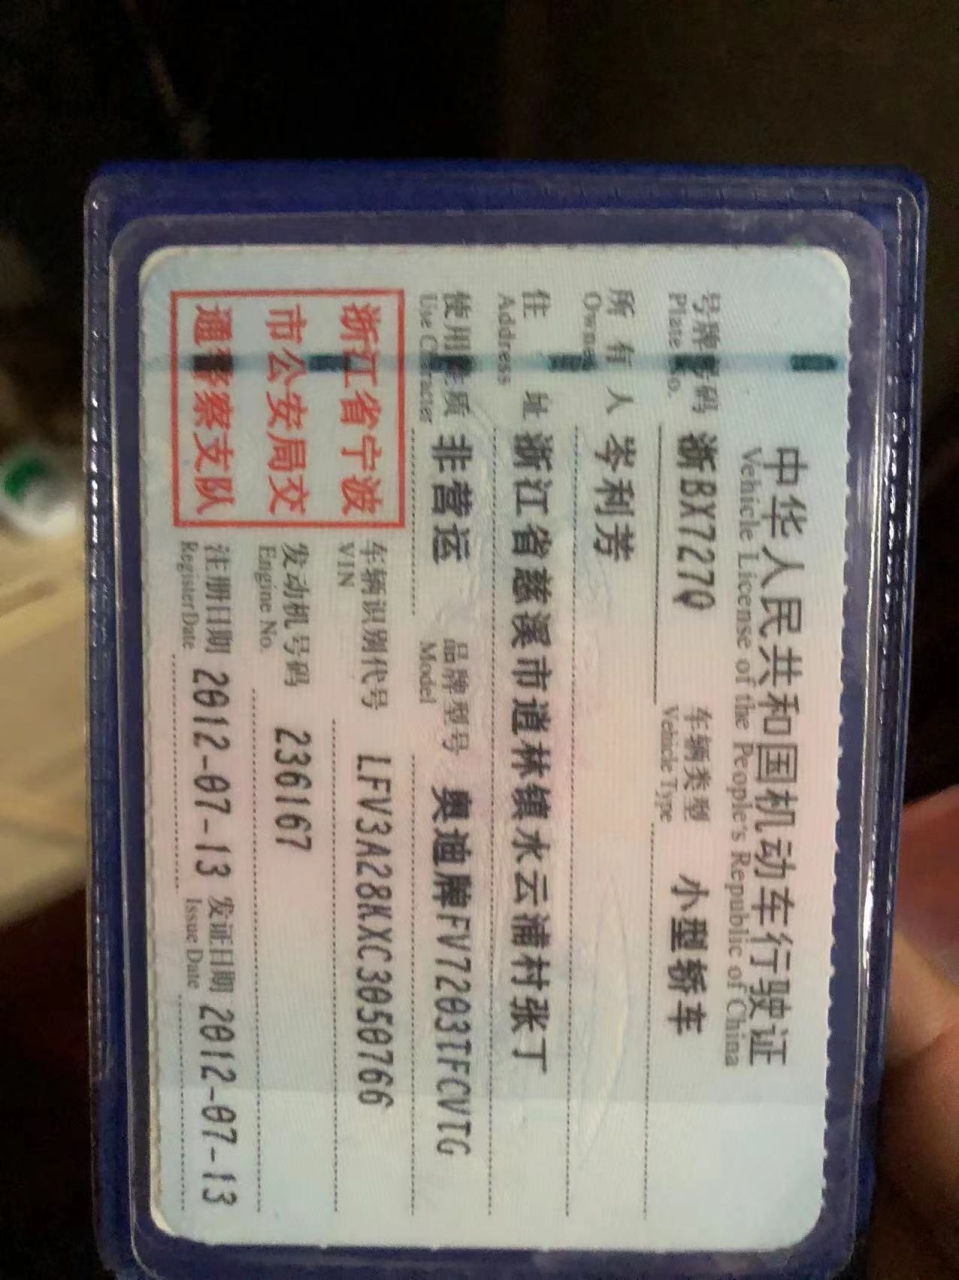 中华人民共和国机动车行驶证
Vehicle License of the People's Republic of China
号牌号码 浙BX727Q 车辆类型 小型轿车
Plate No. Vehicle Type
所有人 岑利芳
Owner
住址 浙江省慈溪市逍林镇水云浦村张丁
Address
使用性质 非营运 品牌型号 奥迪牌FV7203TFCVTG
Use Character Model
浙江省宁波
市公安局交
通警察支队
车辆识别代号 LFV3A28KXC3050766
VIN
发动机号码 236167
Engine No.
注册日期 2012-07-13 发证日期 2012-07-13
Register Date Issue Date